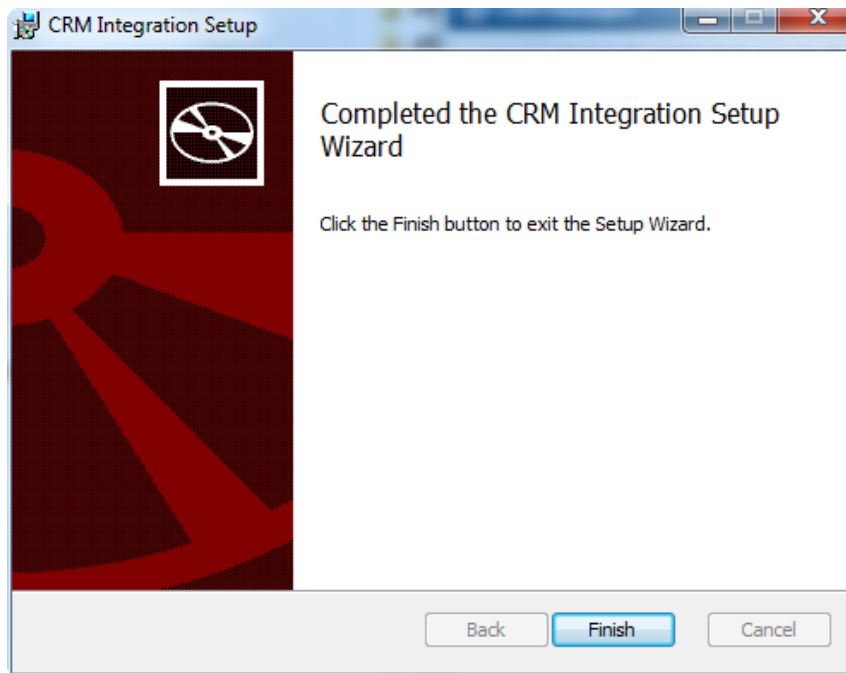 CRM Integration Setup
Completed the CRM Integration Setup
Wizard
Click the Finish button to exit the Setup Wizard.
Back
Finish
Cancel